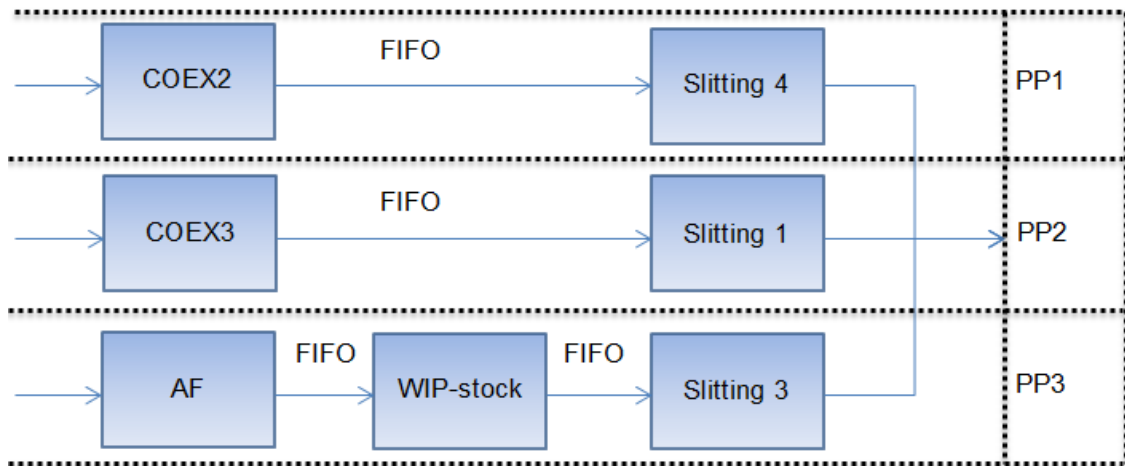 FIFO
COEX2
Slitting 4
PP1
FIFO
COEX3
Slitting 1
PP2
FIFO
FIFO
AF
WIP-stock
Slitting 3
PP3